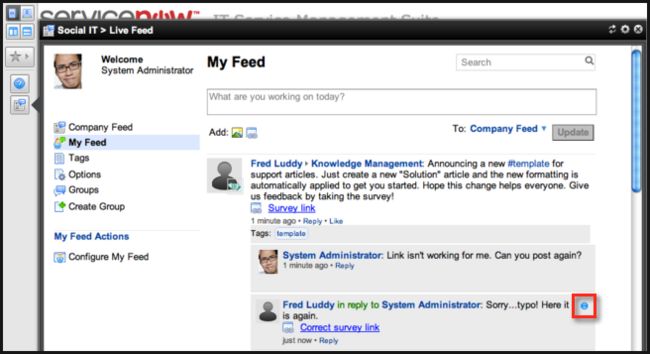 servicenow™ IT Service Management Suite
Social IT > Live Feed
Welcome
System Administrator
My Feed
Search
What are you working on today?
Add:
To: Company Feed
Update
Company Feed
My Feed
Tags
Options
Groups
Create Group
My Feed Actions
Configure My Feed
Fred Luddy Knowledge Management: Announcing a new #template for
support articles. Just create a new "Solution" article and the new formatting is
automatically applied to get you started. Hope this change helps everyone. Give
us feedback by taking the survey!
Survey link
1 minute ago • Reply • Like
Tags: template
System Administrator: Link isn't working for me. Can you post again?
1 minute ago • Reply
Fred Luddy in reply to System Administrator: Sorry...typo! Here it
is again.
Correct survey link
just now • Reply